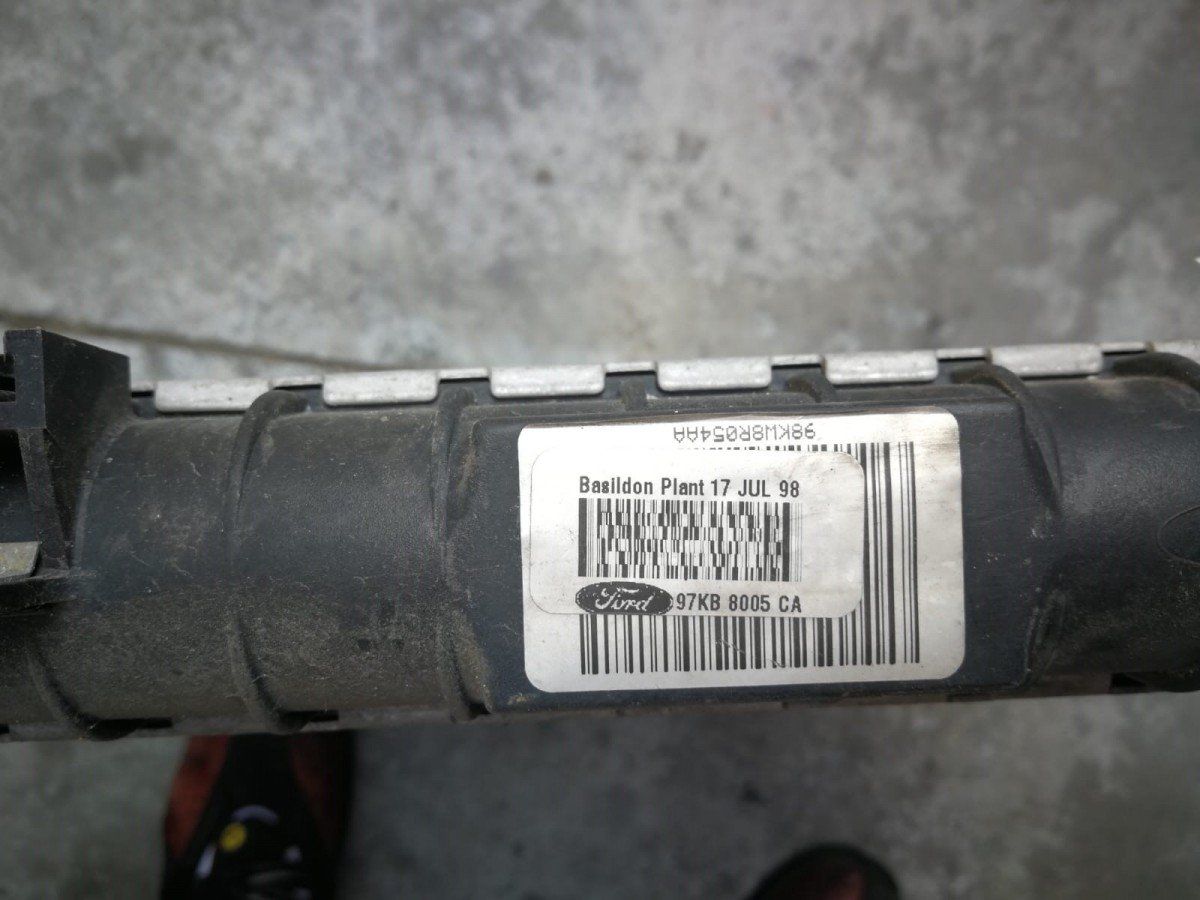 98KW8R054AA
Basildon Plant 17 JUL 98
Ford 97KB 8005 CA